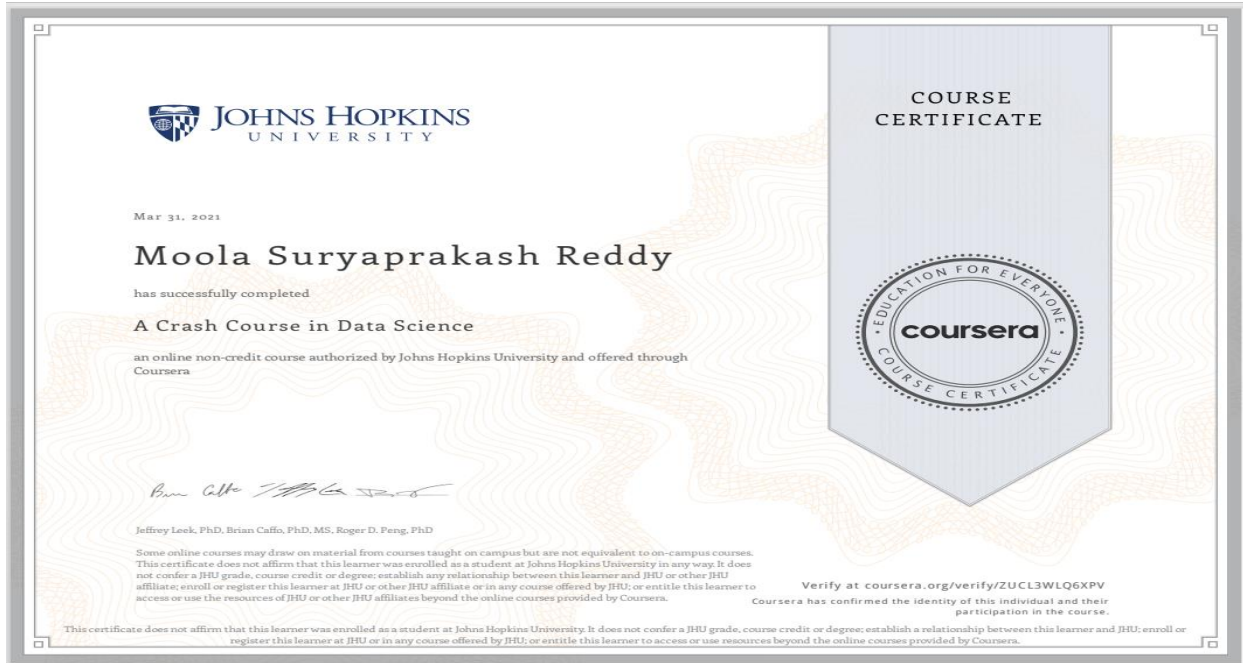 JOHNS HOPKINS
UNIVERSITY
COURSE
CERTIFICATE
Mar 31, 2021
Moola Suryaprakash Reddy
has successfully completed
A Crash Course in Data Science
an online non-credit course authorized by Johns Hopkins University and offered through
Coursera
EDUCATION FOR EVERYONE
coursera
COURSE CERTIFICATE
Jeffrey Leek, PhD, Brian Caffo, PhD, MS, Roger D. Peng, PhD
Some online courses may draw on material from courses taught on campus but are not equivalent to on-campus courses.
This certificate does not affirm that this learner was enrolled as a student at Johns Hopkins University in any way. It does
not confer a JHU grade, course credit or degree; establish any relationship between this learner and JHU or other JHU
affiliate; enroll or register this learner at JHU or other JHU affiliate or in any course offered by JHU; or entitle this learner to
access or use the resources of JHU or other JHU affiliates beyond the online courses provided by Coursera.
Verify at coursera.org/verify/ZUCL3WLQ6XPV
Coursera has confirmed the identity of this individual and their
participation in the course.
This certificate does not affirm that this learner was enrolled as a student at Johns Hopkins University. It does not confer a JHU grade, course credit or degree; establish a relationship between this learner and JHU; enroll or
register this learner at JHU or in any course offered by JHU; or entitle this learner to access or use resources beyond the online courses provided by Coursera.